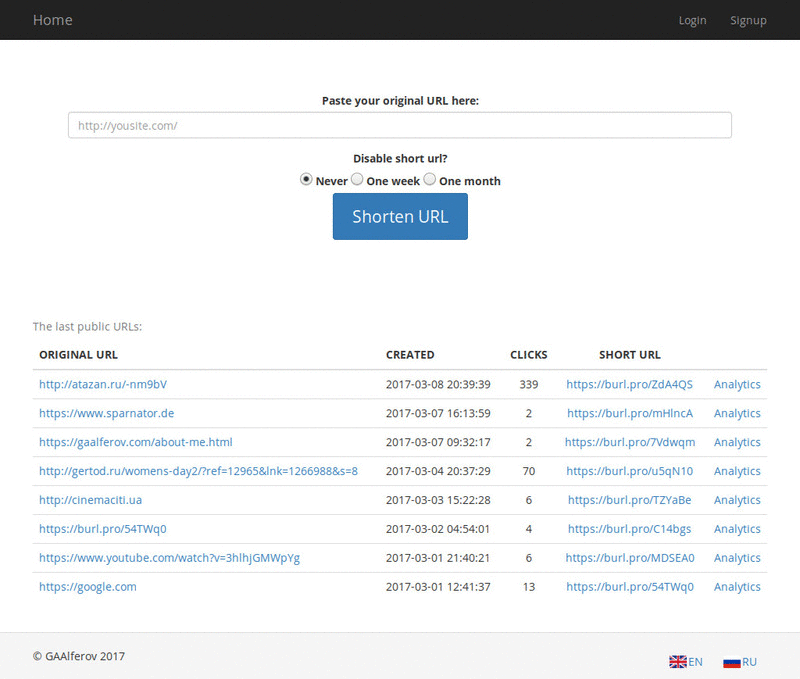 Home Login Signup
Paste your original URL here:
http://yousite.com/
Disable short url?
Never One week One month
Shorten URL
The last public URLs:
ORIGINAL URL CREATED CLICKS SHORT URL
http://atazan.ru/-nm9bV 2017-03-08 20:39:39 339 https://burl.pro/ZdA4QS Analytics
https://www.sparnator.de 2017-03-07 16:13:59 2 https://burl.pro/mHlncA Analytics
https://gaalferov.com/about-me.html 2017-03-07 09:32:17 2 https://burl.pro/7Vdwqm Analytics
http://gertod.ru/womens-day2/?ref=12965&lnk=1266988&s=8 2017-03-04 20:37:29 70 https://burl.pro/u5qN10 Analytics
http://cinemaciti.ua 2017-03-03 15:22:28 6 https://burl.pro/TZYaBe Analytics
https://burl.pro/54TWq0 2017-03-02 04:54:01 4 https://burl.pro/C14bgs Analytics
https://www.youtube.com/watch?v=3hlhjGMWpYg 2017-03-01 21:40:21 6 https://burl.pro/MDSEA0 Analytics
https://google.com 2017-03-01 12:41:37 13 https://burl.pro/54TWq0 Analytics
© GAAlferov 2017 EN RU